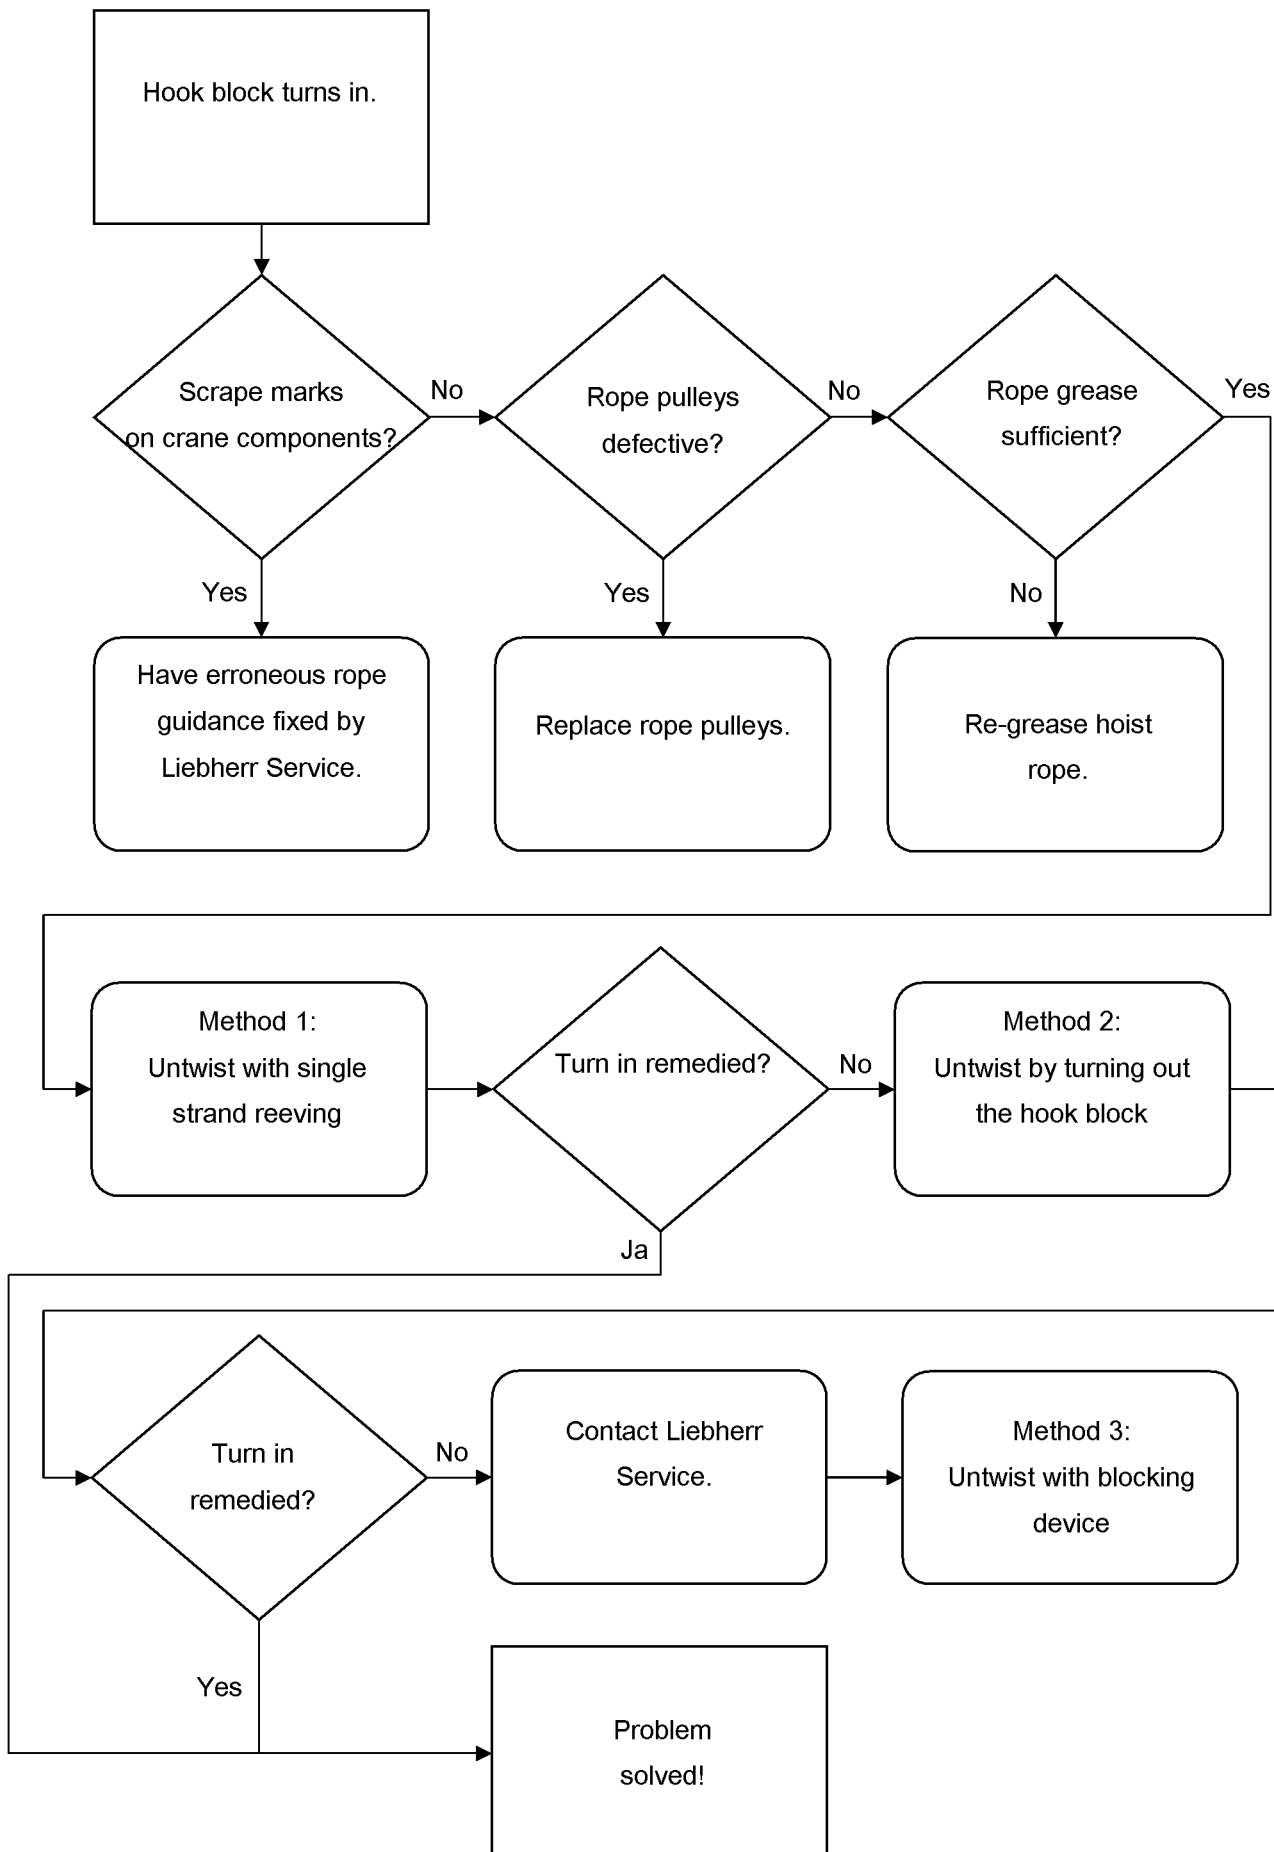 Hook block turns in.
Scrape marks
on crane components?
No
Rope pulleys
defective?
No
Rope grease
sufficient?
Yes
Yes
Yes
No
Have erroneous rope
guidance fixed by
Liebherr Service.
Replace rope pulleys.
Re-grease hoist
rope.
Method 1:
Untwist with single
strand reeving
Turn in remedied?
No
Method 2:
Untwist by turning out
the hook block
Ja
Turn in
remedied?
No
Contact Liebherr
Service.
Method 3:
Untwist with blocking
device
Yes
Problem
solved!